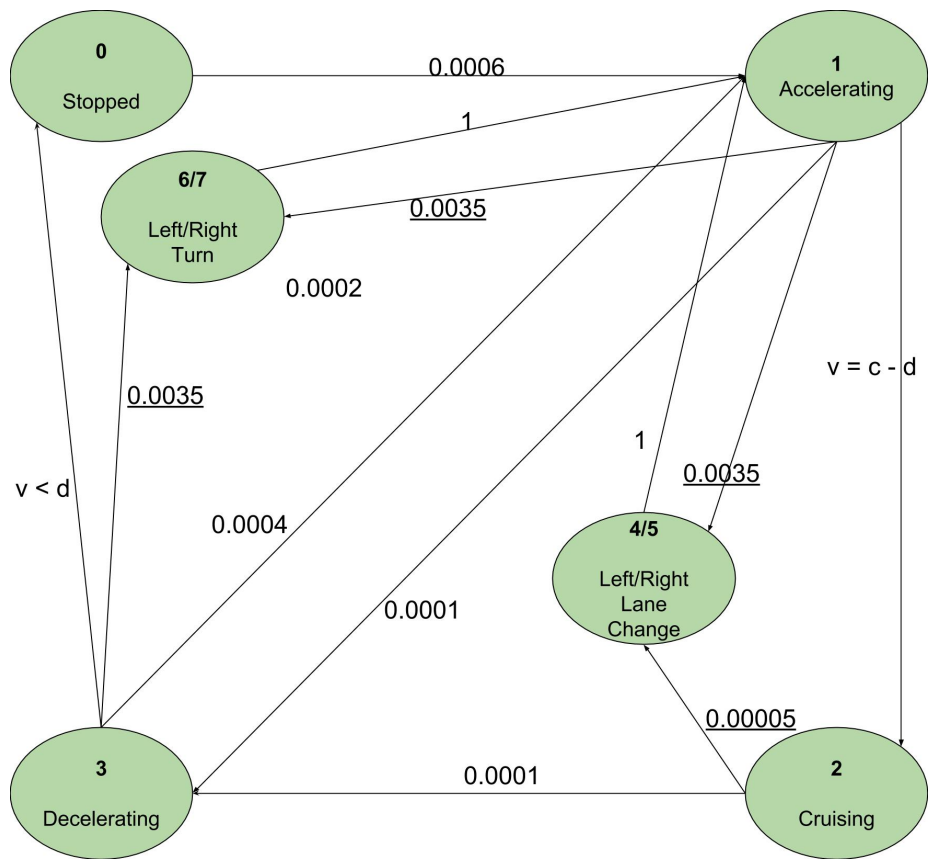 0
Stopped
0.0006
1
Accelerating
1
6/7
Left/Right
Turn
0.0035
0.0002
v = c - d
0.0035
1
0.0035
v < d
0.0004
4/5
Left/Right
Lane
Change
0.0001
0.00005
3
Decelerating
0.0001
2
Cruising